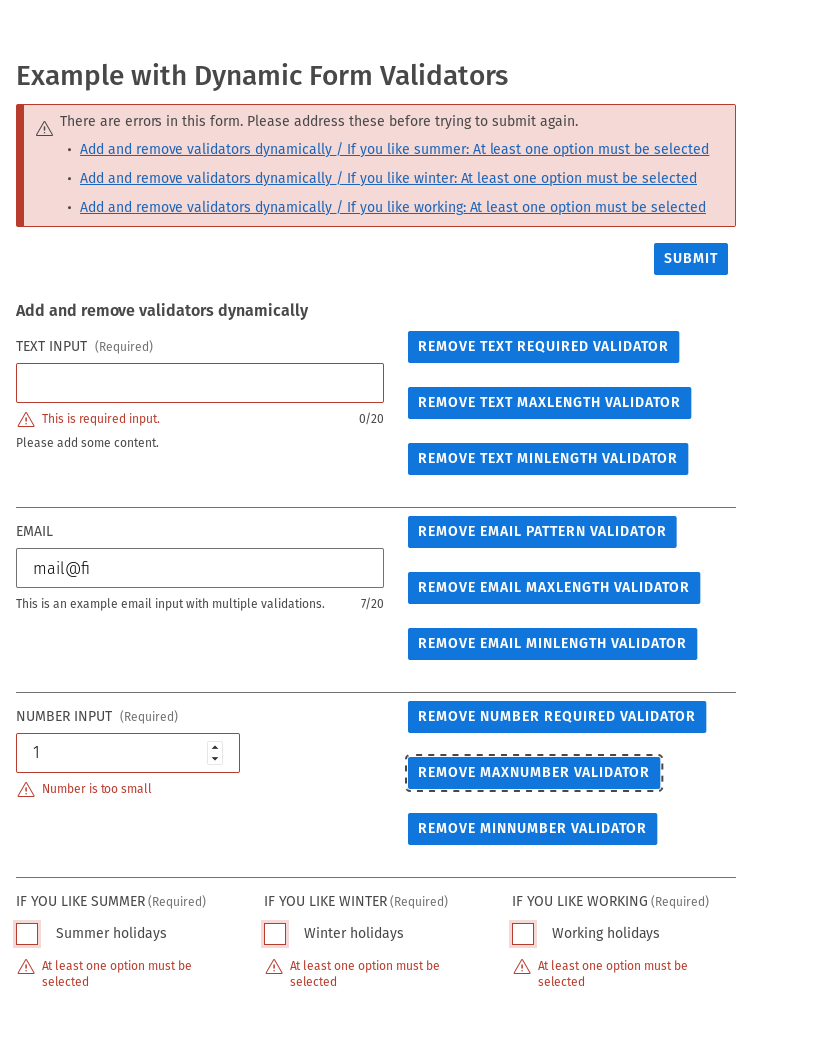 Example with Dynamic Form Validators
There are errors in this form. Please address these before trying to submit again.
• Add and remove validators dynamically / If you like summer: At least one option must be selected
• Add and remove validators dynamically / If you like winter: At least one option must be selected
• Add and remove validators dynamically / If you like working: At least one option must be selected
SUBMIT
Add and remove validators dynamically
TEXT INPUT (Required)
This is required input. 0/20
Please add some content.
REMOVE TEXT REQUIRED VALIDATOR
REMOVE TEXT MAXLENGTH VALIDATOR
REMOVE TEXT MINLENGTH VALIDATOR
EMAIL
mail@fi
This is an example email input with multiple validations. 7/20
REMOVE EMAIL PATTERN VALIDATOR
REMOVE EMAIL MAXLENGTH VALIDATOR
REMOVE EMAIL MINLENGTH VALIDATOR
NUMBER INPUT (Required)
1
Number is too small
REMOVE NUMBER REQUIRED VALIDATOR
REMOVE MAXNUMBER VALIDATOR
REMOVE MINNUMBER VALIDATOR
IF YOU LIKE SUMMER (Required)
Summer holidays
At least one option must be
selected
IF YOU LIKE WINTER (Required)
Winter holidays
At least one option must be
selected
IF YOU LIKE WORKING (Required)
Working holidays
At least one option must be
selected